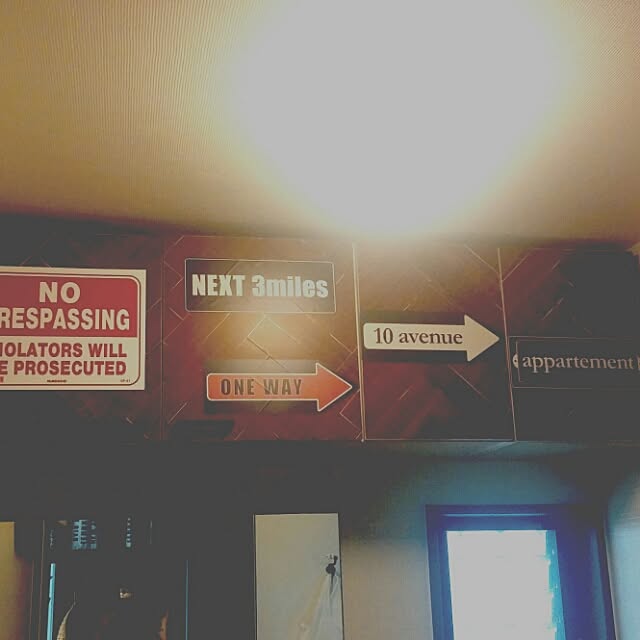 NO
RESPASSING
IOLATORS WILL
E PROSECUTED
NEXT 3miles
ONE WAY
10 avenue
appartement